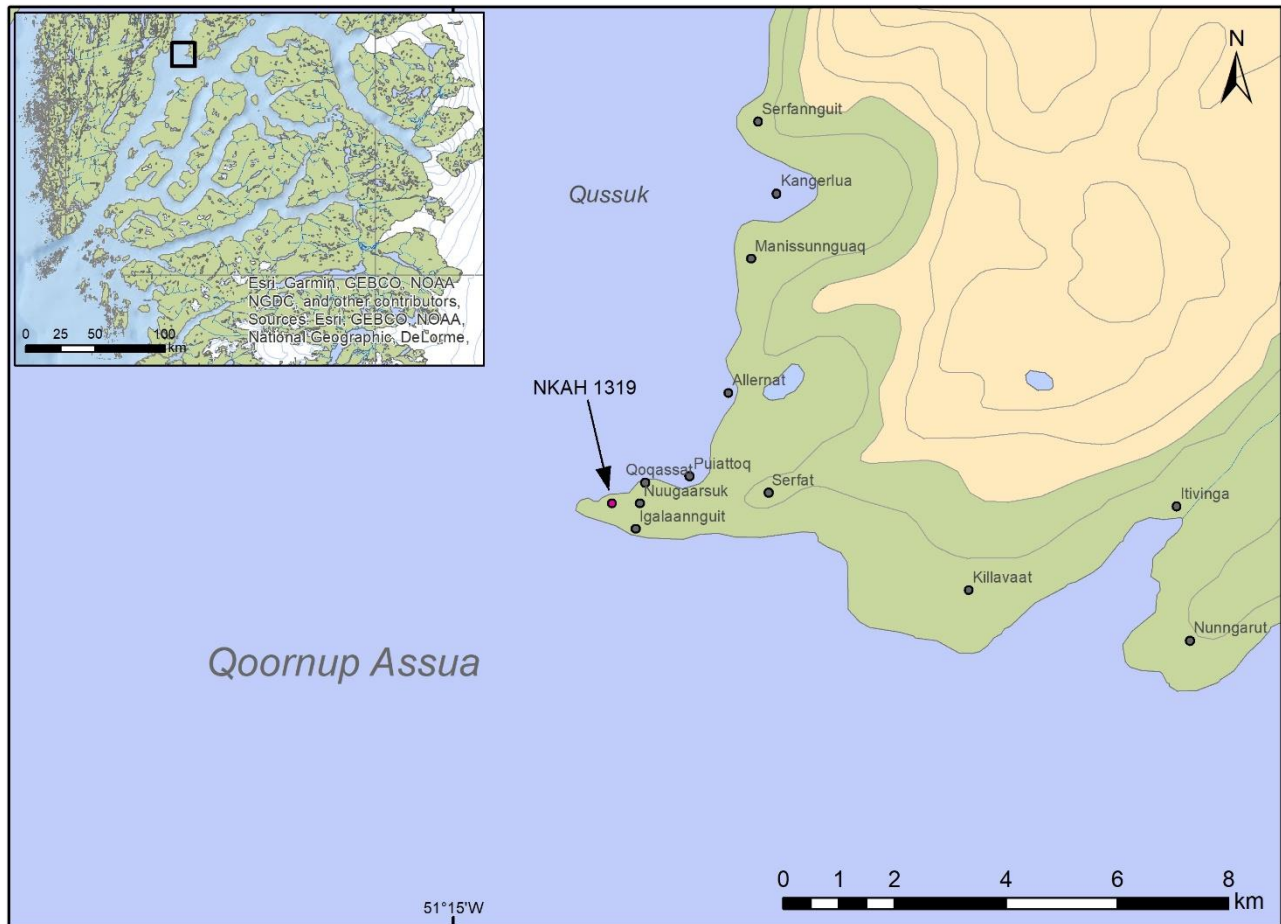 Esri, Garmin, GEBCO, NOAA
NGDC, and other contributors,
Sources: Esri, GEBCO, NOAA,
National Geographic, DeLorme,
0 25 50 100
km
N
Serfannguit
Kangerlua
Qussuk
Manissunnguaq
Allernat
NKAH 1319
Puiattoq
Qoqassat
Serfat
Nuugaarsuk
Itivinga
Igalaannguit
Killavaat
Nunngarut
Qoornup Assua
0 1 2 4 6 8
km
51°15'W